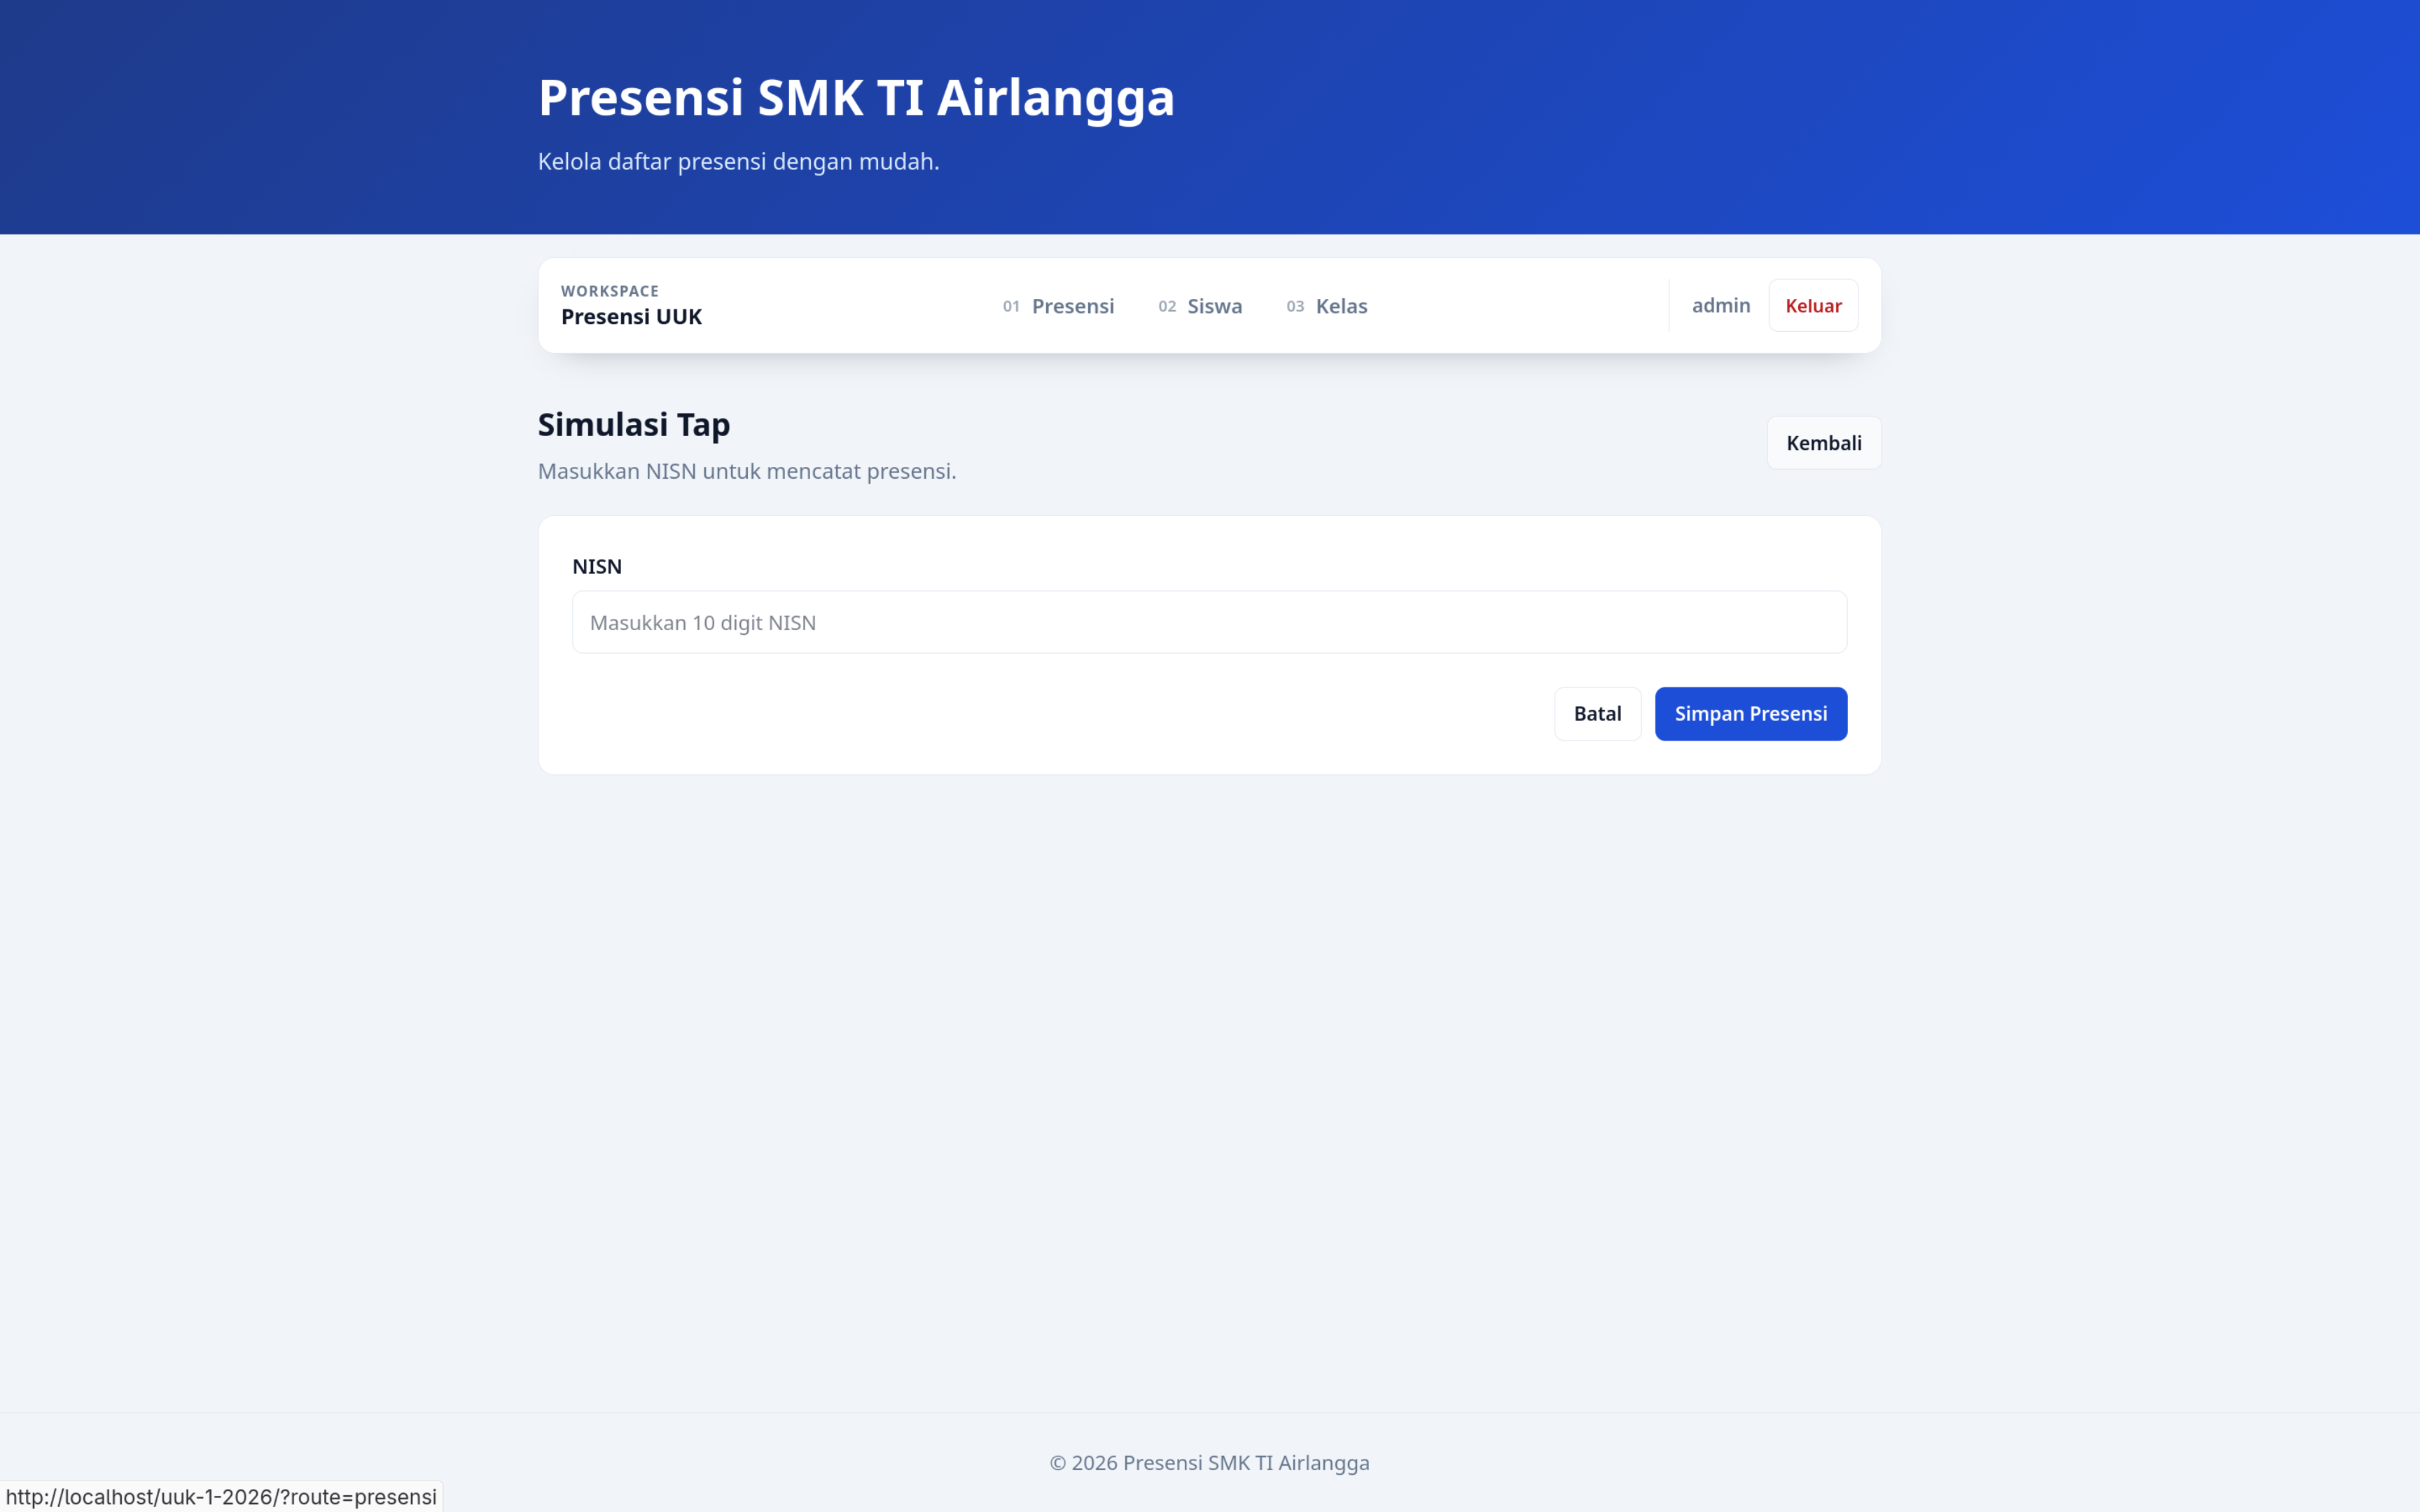 Presensi SMK TI Airlangga
Kelola daftar presensi dengan mudah.
WORKSPACE
Presensi UUK
01 Presensi 02 Siswa 03 Kelas
admin
Keluar
Simulasi Tap
Masukkan NISN untuk mencatat presensi.
Kembali
NISN
Masukkan 10 digit NISN
Batal
Simpan Presensi
© 2026 Presensi SMK TI Airlangga
http://localhost/uuk-1-2026/?route=presensi